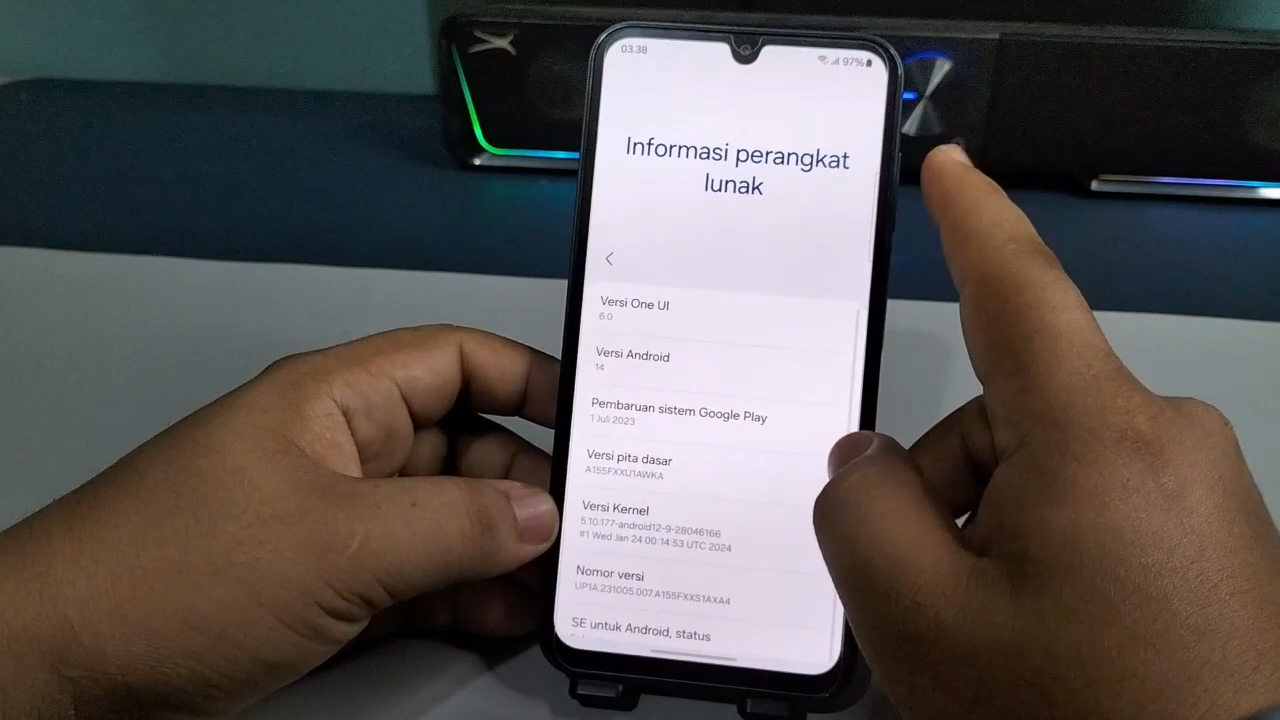 03.38
97%
Informasi perangkat
lunak
Versi One UI
6.0
Versi Android
14
Pembaruan sistem Google Play
1 Juli 2023
Versi pita dasar
A155FXXU1AWKA
Versi Kernel
5.10.177-android12-9-28046166
#1 Wed Jan 24 00:14:53 UTC 2024
Nomor versi
UP1A.231005.007.A155FXXS1AXA4
SE untuk Android, status